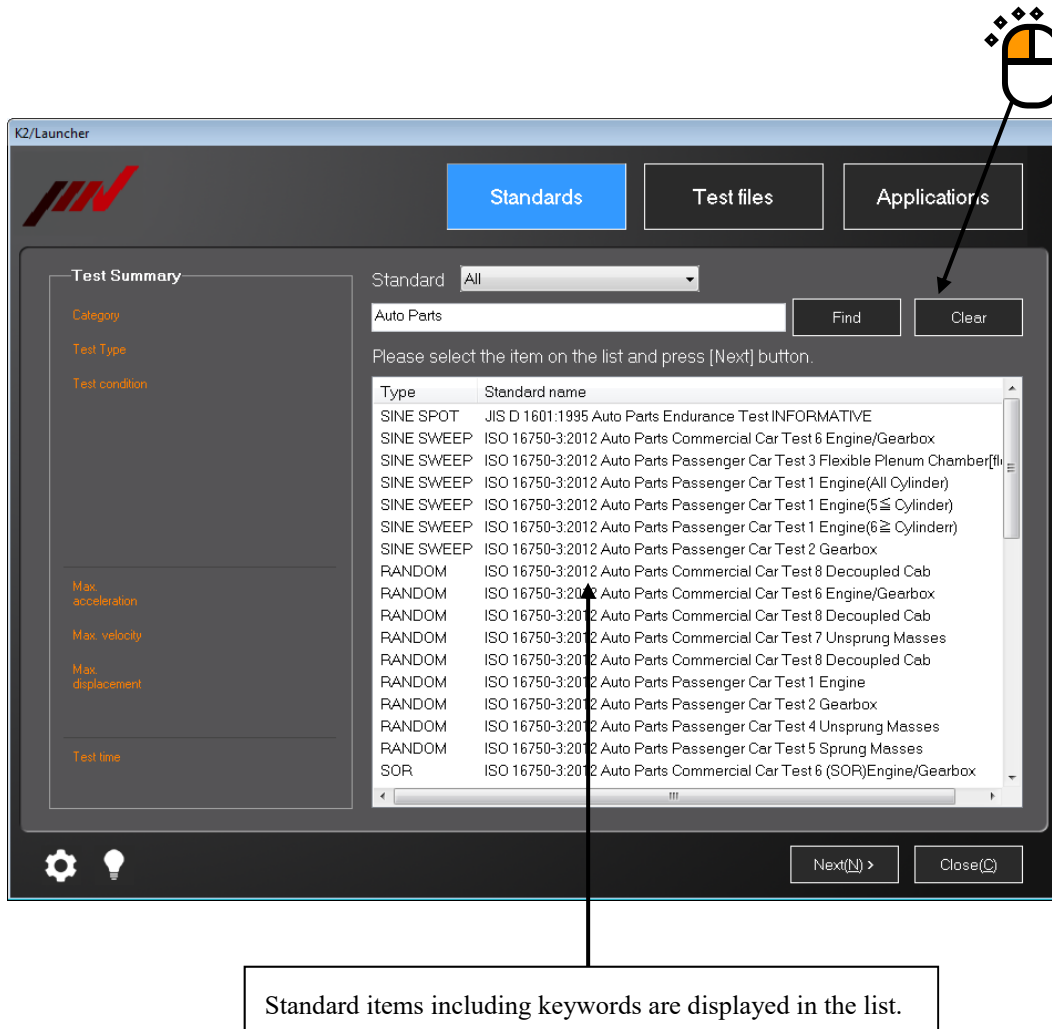 K2/Launcher
Standards Test files Applications
Test Summary
Category
Test Type
Test condition
Max.
acceleration
Max. velocity
Max.
displacement
Test time
Standard All
Auto Parts Find Clear
Please select the item on the list and press [Next] button.
Type Standard name
SINE SPOT JIS D 1601:1995 Auto Parts Endurance Test INFORMATIVE
SINE SWEEP ISO 16750-3:2012 Auto Parts Commercial Car Test 6 Engine/Gearbox
SINE SWEEP ISO 16750-3:2012 Auto Parts Passenger Car Test 3 Flexible Plenum Chamber[fl
SINE SWEEP ISO 16750-3:2012 Auto Parts Passenger Car Test 1 Engine(All Cylinder)
SINE SWEEP ISO 16750-3:2012 Auto Parts Passenger Car Test 1 Engine(5≦ Cylinder)
SINE SWEEP ISO 16750-3:2012 Auto Parts Passenger Car Test 1 Engine(6≧ Cylinderr)
SINE SWEEP ISO 16750-3:2012 Auto Parts Passenger Car Test 2 Gearbox
RANDOM ISO 16750-3:2012 Auto Parts Commercial Car Test 8 Decoupled Cab
RANDOM ISO 16750-3:2012 Auto Parts Commercial Car Test 6 Engine/Gearbox
RANDOM ISO 16750-3:2012 Auto Parts Commercial Car Test 8 Decoupled Cab
RANDOM ISO 16750-3:2012 Auto Parts Commercial Car Test 7 Unsprung Masses
RANDOM ISO 16750-3:2012 Auto Parts Commercial Car Test 8 Decoupled Cab
RANDOM ISO 16750-3:2012 Auto Parts Passenger Car Test 1 Engine
RANDOM ISO 16750-3:2012 Auto Parts Passenger Car Test 2 Gearbox
RANDOM ISO 16750-3:2012 Auto Parts Passenger Car Test 4 Unsprung Masses
RANDOM ISO 16750-3:2012 Auto Parts Passenger Car Test 5 Sprung Masses
SOR ISO 16750-3:2012 Auto Parts Commercial Car Test 6 (SOR)Engine/Gearbox
Next(N) > Close(C)
Standard items including keywords are displayed in the list.